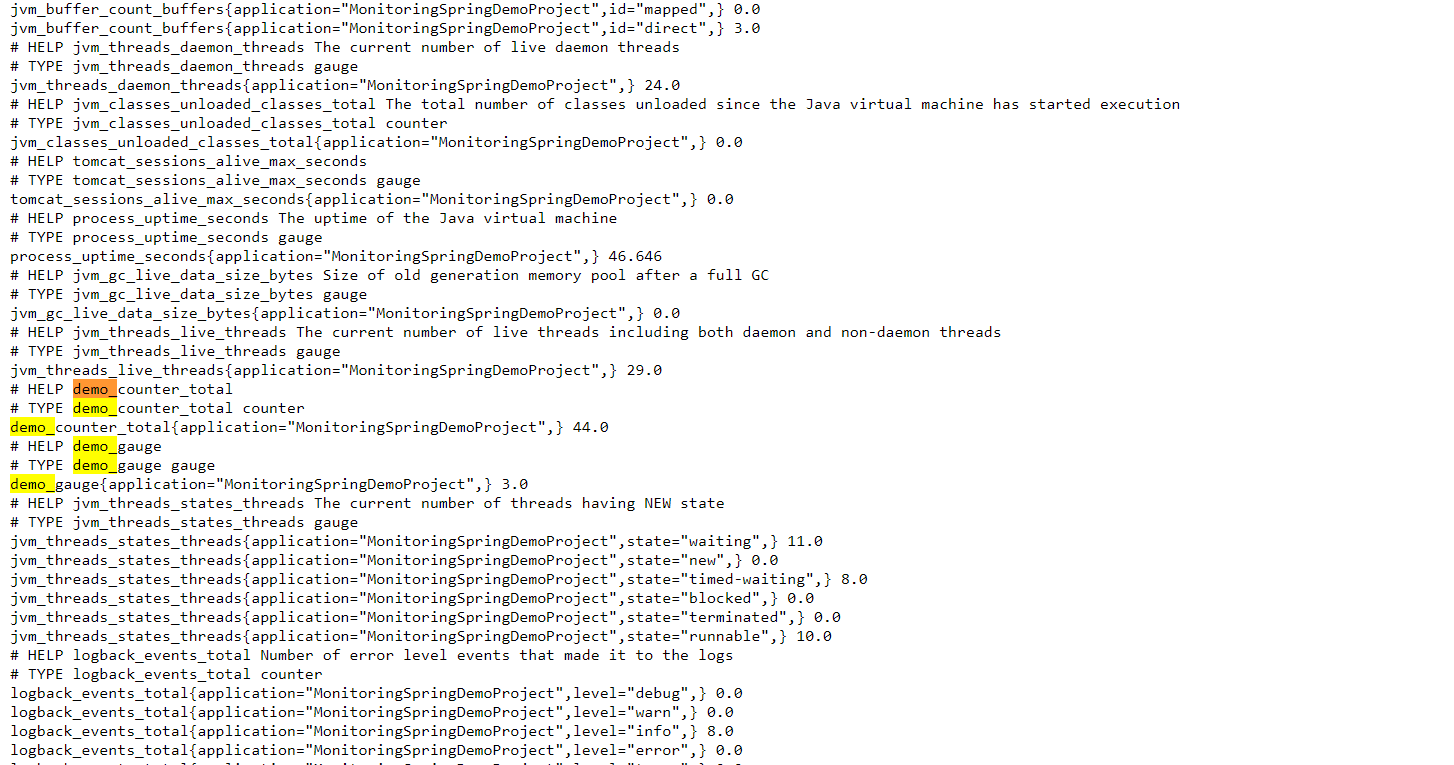 jvm_buffer_count_buffers{application="MonitoringSpringDemoProject",id="mapped",} 0.0
jvm_buffer_count_buffers{application="MonitoringSpringDemoProject",id="direct",} 3.0
# HELP jvm_threads_daemon_threads The current number of live daemon threads
# TYPE jvm_threads_daemon_threads gauge
jvm_threads_daemon_threads{application="MonitoringSpringDemoProject",} 24.0
# HELP jvm_classes_unloaded_classes_total The total number of classes unloaded since the Java virtual machine has started execution
# TYPE jvm_classes_unloaded_classes_total counter
jvm_classes_unloaded_classes_total{application="MonitoringSpringDemoProject",} 0.0
# HELP tomcat_sessions_alive_max_seconds
# TYPE tomcat_sessions_alive_max_seconds gauge
tomcat_sessions_alive_max_seconds{application="MonitoringSpringDemoProject",} 0.0
# HELP process_uptime_seconds The uptime of the Java virtual machine
# TYPE process_uptime_seconds gauge
process_uptime_seconds{application="MonitoringSpringDemoProject",} 46.646
# HELP jvm_gc_live_data_size_bytes Size of old generation memory pool after a full GC
# TYPE jvm_gc_live_data_size_bytes gauge
jvm_gc_live_data_size_bytes{application="MonitoringSpringDemoProject",} 0.0
# HELP jvm_threads_live_threads The current number of live threads including both daemon and non-daemon threads
# TYPE jvm_threads_live_threads gauge
jvm_threads_live_threads{application="MonitoringSpringDemoProject",} 29.0
# HELP demo_counter_total
# TYPE demo_counter_total counter
demo_counter_total{application="MonitoringSpringDemoProject",} 44.0
# HELP demo_gauge
# TYPE demo_gauge gauge
demo_gauge{application="MonitoringSpringDemoProject",} 3.0
# HELP jvm_threads_states_threads The current number of threads having NEW state
# TYPE jvm_threads_states_threads gauge
jvm_threads_states_threads{application="MonitoringSpringDemoProject",state="waiting",} 11.0
jvm_threads_states_threads{application="MonitoringSpringDemoProject",state="new",} 0.0
jvm_threads_states_threads{application="MonitoringSpringDemoProject",state="timed-waiting",} 8.0
jvm_threads_states_threads{application="MonitoringSpringDemoProject",state="blocked",} 0.0
jvm_threads_states_threads{application="MonitoringSpringDemoProject",state="terminated",} 0.0
jvm_threads_states_threads{application="MonitoringSpringDemoProject",state="runnable",} 10.0
# HELP logback_events_total Number of error level events that made it to the logs
# TYPE logback_events_total counter
logback_events_total{application="MonitoringSpringDemoProject",level="debug",} 0.0
logback_events_total{application="MonitoringSpringDemoProject",level="warn",} 0.0
logback_events_total{application="MonitoringSpringDemoProject",level="info",} 8.0
logback_events_total{application="MonitoringSpringDemoProject",level="error",} 0.0